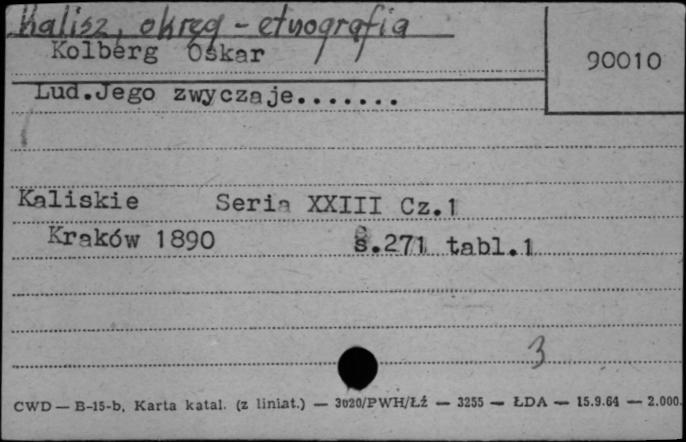 Kalisz, okręg - etnografia
Kolberg Oskar
90010
Lud.Jego zwyczaje.......
Kaliskie Seria XXIII Cz.1
Kraków 1890 s.271 tabl.1
3
CWD — B-15-b, Karta katal. (z liniat.) — 3020/PWH/Łż — 3255 — ŁDA — 15.9.64 — 2.000.